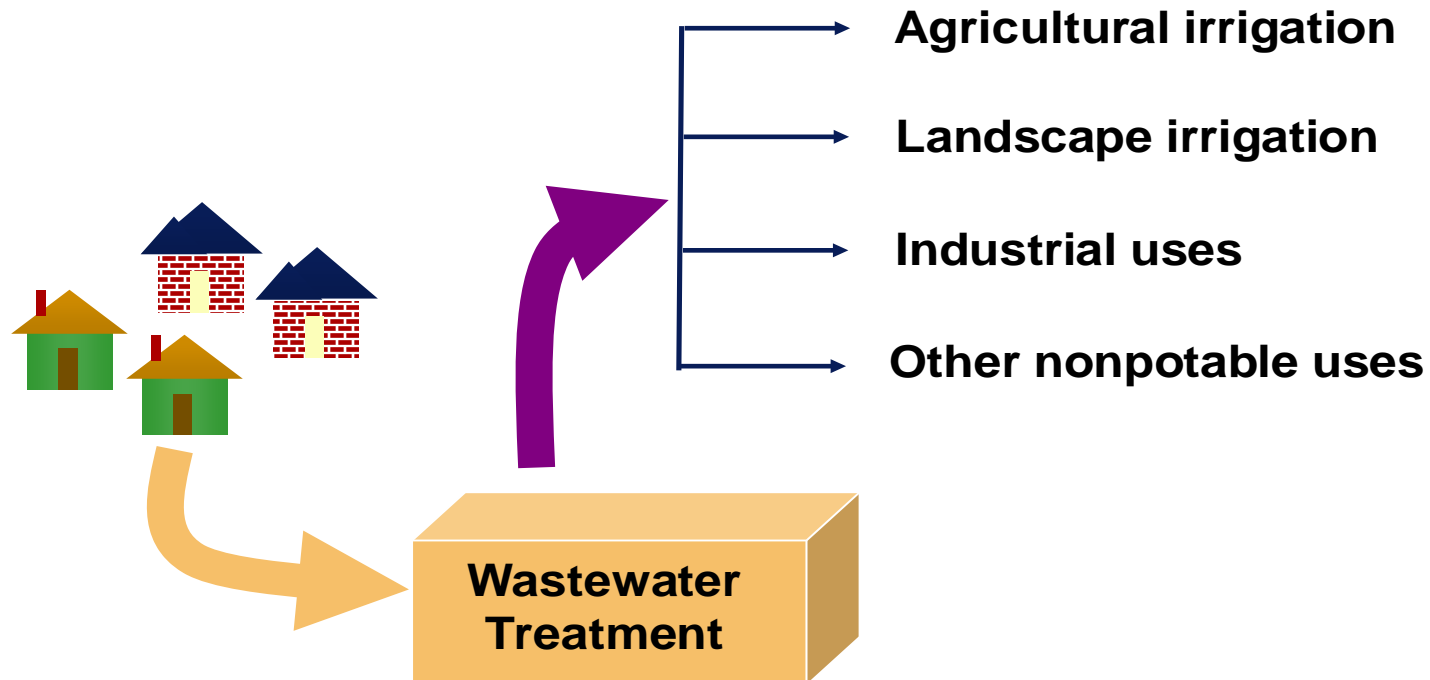 Agricultural irrigation
Landscape irrigation
Industrial uses
Other nonpotable uses
Wastewater
Treatment